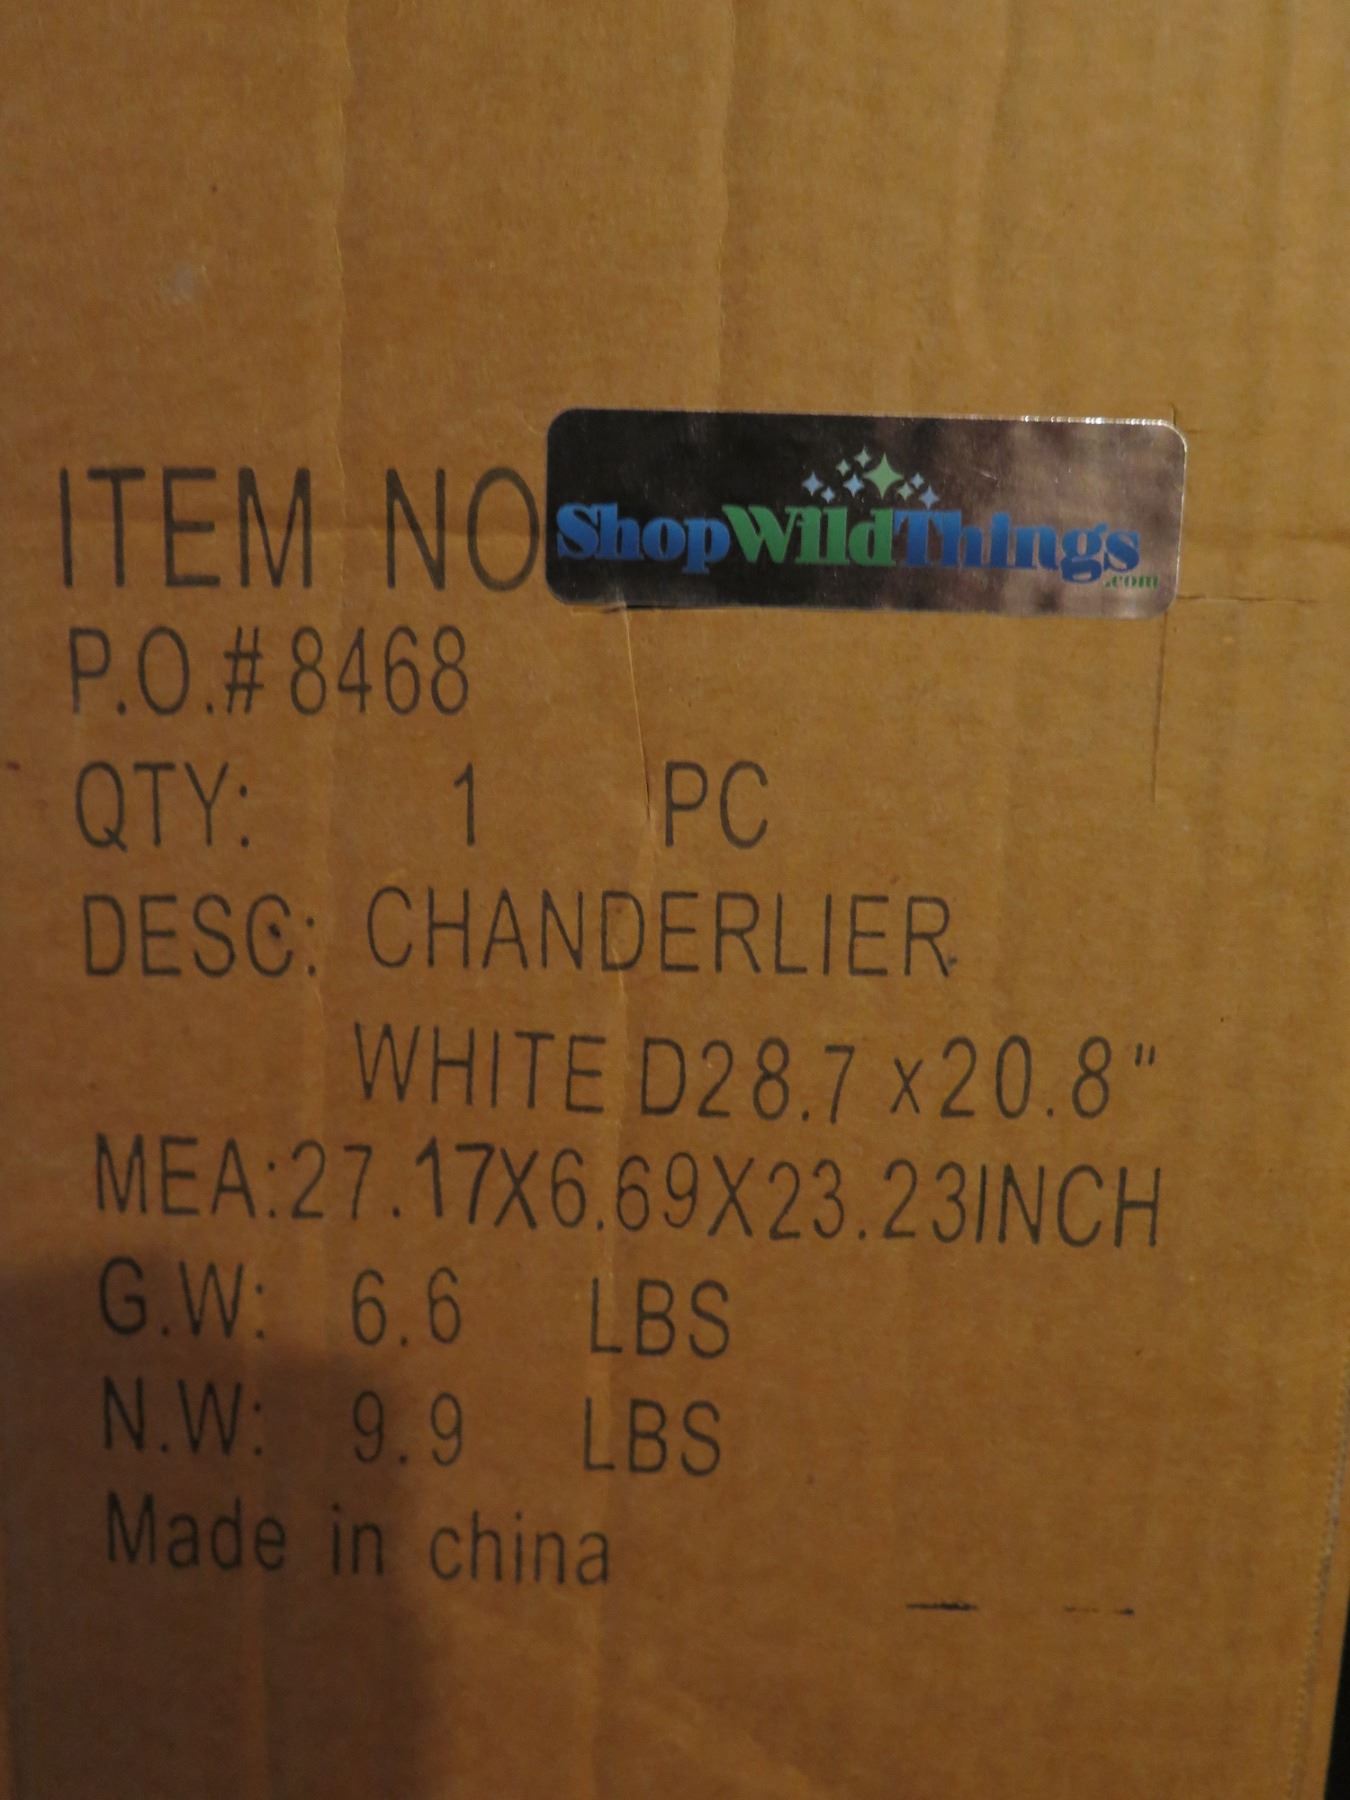 ITEM NO
ShopWildThings
.com
P.O.#8468
QTY: 1 PC
DESC: CHANDERLIER
WHITE D28.7 x20.8"
MEA:27.17X6.69X23.23INCH
G.W: 6.6 LBS
N.W: 9.9 LBS
Made in china